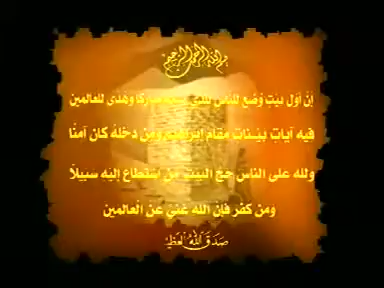 بسم الله الرحمن الرحيم
إن أول بيت وُضع للناس للذي ببكة مباركا وهدى للعالمين
فيه آيات بينات مقام إبراهيم ومن دخله كان آمنا
ولله على الناس حج البيت من استطاع إليه سبيلا
ومن كفر فإن الله غني عن العالمين
صدق الله العظيم